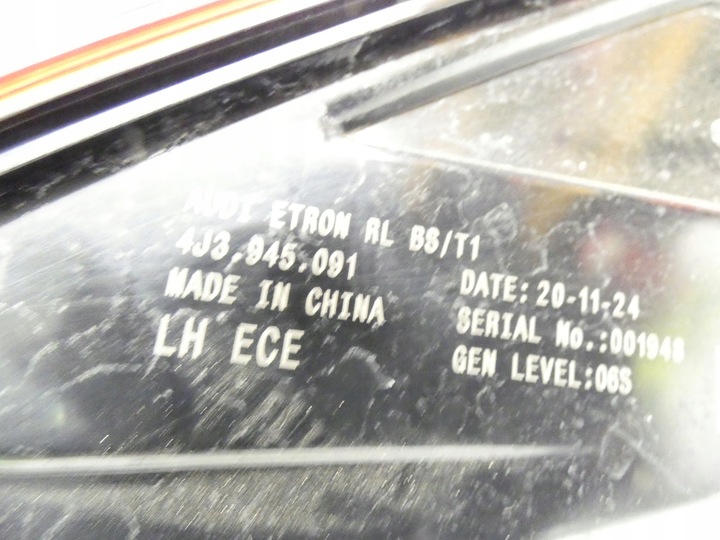 AUDI ETRON RL BS/T1
4J3.945.091
MADE IN CHINA
LH ECE
DATE: 20-11-24
SERIAL No.:001948
GEN LEVEL:06S